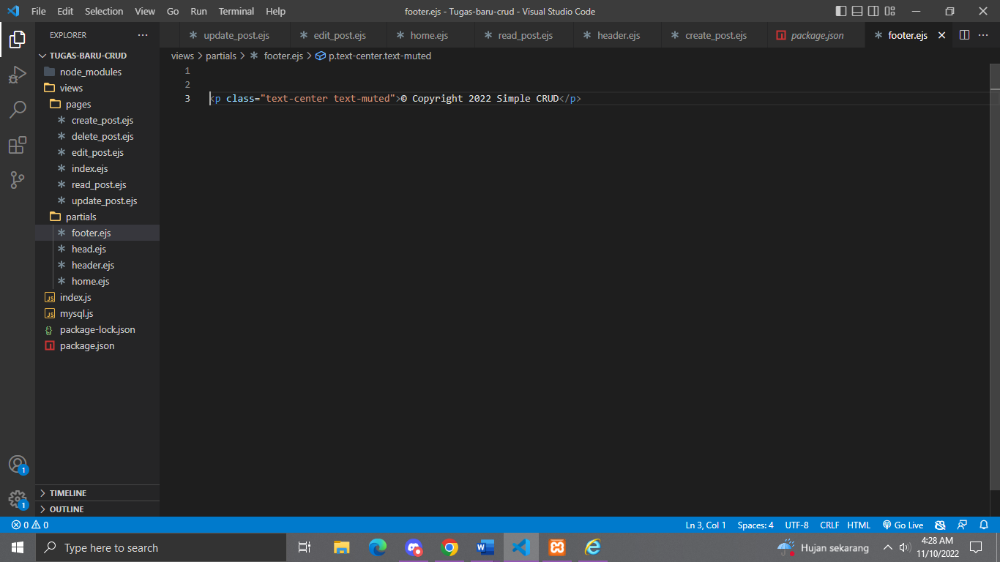 File Edit Selection View Go Run Terminal Help footer.ejs - Tugas-baru-crud - Visual Studio Code
EXPLORER
update_post.ejs edit_post.ejs home.ejs read_post.ejs header.ejs create_post.ejs package.json footer.ejs
views > partials > footer.ejs > p.text-center.text-muted
TUGAS-BARU-CRUD
node_modules
views
pages
create_post.ejs
delete_post.ejs
edit_post.ejs
index.ejs
read_post.ejs
update_post.ejs
partials
footer.ejs
head.ejs
header.ejs
home.ejs
index.js
mysql.js
package-lock.json
package.json
TIMELINE
OUTLINE
1
2
3 <p class="text-center text-muted">© Copyright 2022 Simple CRUD</p>
1
1
0 0 Ln 3, Col 1 Spaces: 4 UTF-8 CRLF HTML Go Live
Type here to search Hujan sekarang 4:28 AM
11/10/2022